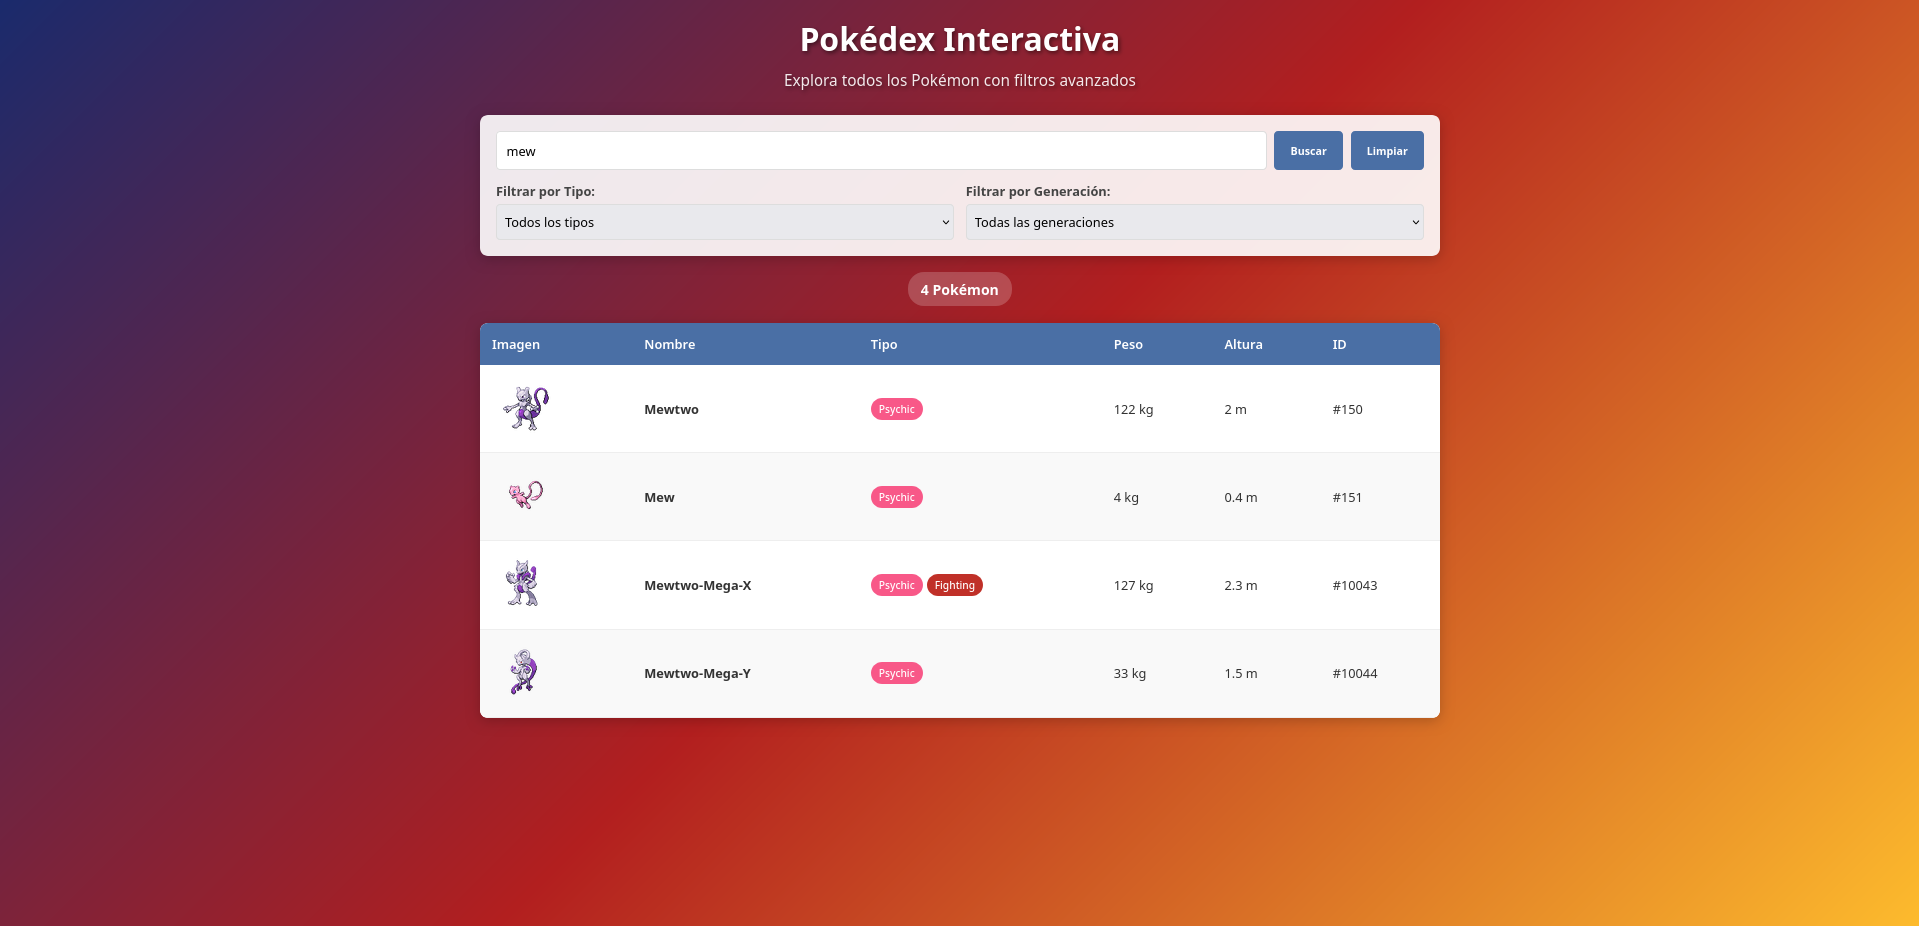 Pokédex Interactiva
Explora todos los Pokémon con filtros avanzados
mew Buscar Limpiar
Filtrar por Tipo: Filtrar por Generación:
Todos los tipos Todas las generaciones
4 Pokémon
Imagen Nombre Tipo Peso Altura ID
Mewtwo Psychic 122 kg 2 m #150
Mew Psychic 4 kg 0.4 m #151
Mewtwo-Mega-X Psychic Fighting 127 kg 2.3 m #10043
Mewtwo-Mega-Y Psychic 33 kg 1.5 m #10044